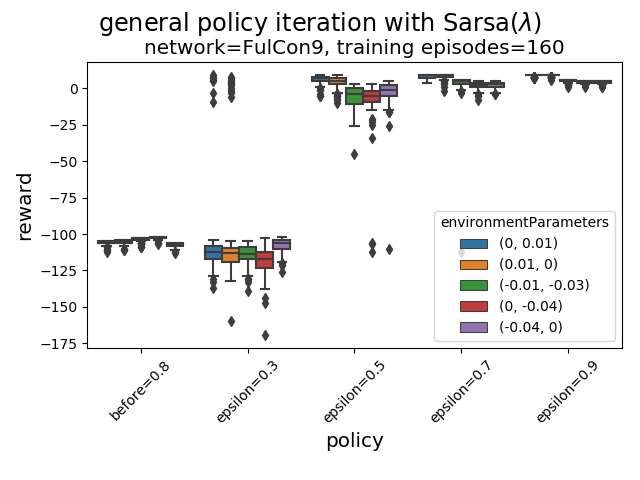 general policy iteration with Sarsa(λ)
network=FulCon9, training episodes=160
reward
0
−25
−50
−75
−100
−125
−150
−175
environmentParameters
(0, 0.01)
(0.01, 0)
(-0.01, -0.03)
(0, -0.04)
(-0.04, 0)
before=0.8
epsilon=0.3
epsilon=0.5
epsilon=0.7
epsilon=0.9
policy